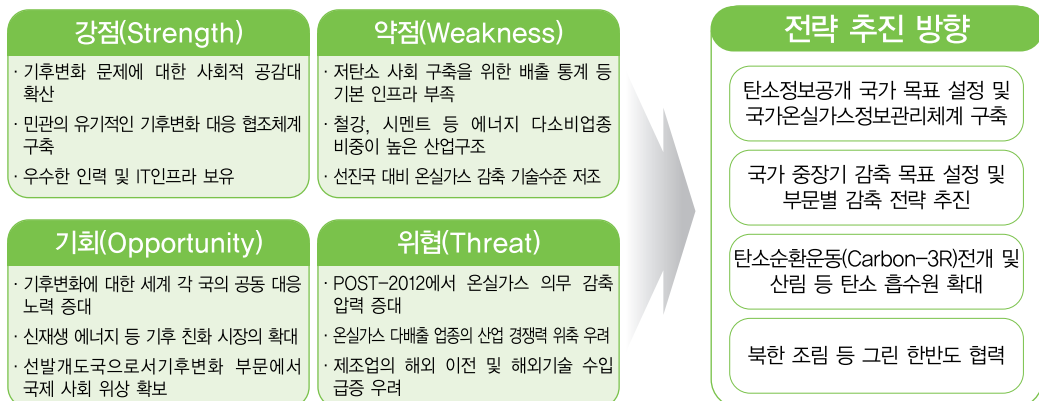 강점(Strength)
· 기후변화 문제에 대한 사회적 공감대
확산
· 민관의 유기적인 기후변화 대응 협조체계
구축
· 우수한 인력 및 IT인프라 보유
약점(Weakness)
· 저탄소 사회 구축을 위한 배출 통계 등
기본 인프라 부족
· 철강, 시멘트 등 에너지 다소비업종
비중이 높은 산업구조
· 선진국 대비 온실가스 감축 기술수준 저조
기회(Opportunity)
· 기후변화에 대한 세계 각 국의 공동 대응
노력 증대
· 신재생 에너지 등 기후 친화 시장의 확대
· 선발개도국으로서기후변화 부문에서
국제 사회 위상 확보
위협(Threat)
· POST-2012에서 온실가스 의무 감축
압력 증대
· 온실가스 다배출 업종의 산업 경쟁력 위축 우려
· 제조업의 해외 이전 및 해외기술 수입
급증 우려
전략 추진 방향
탄소정보공개 국가 목표 설정 및
국가온실가스정보관리체계 구축
국가 중장기 감축 목표 설정 및
부문별 감축 전략 추진
탄소순환운동(Carbon-3R)전개 및
산림 등 탄소 흡수원 확대
북한 조림 등 그린 한반도 협력